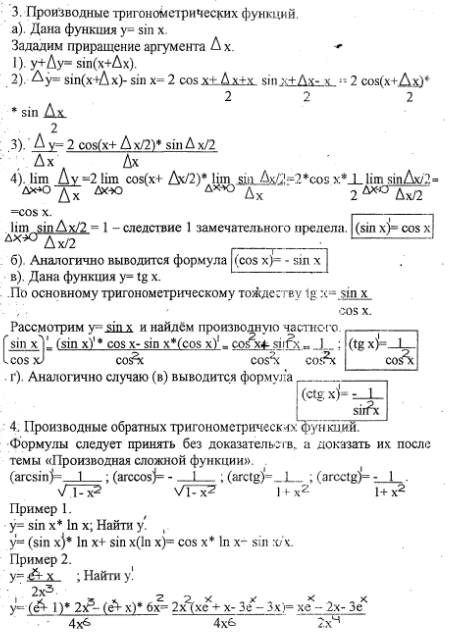 3. Производные тригонометрических функций.
а). Дана функция y= sin x.
Зададим приращение аргумента Δx.
1). y+Δy= sin(x+Δx).
2). Δy= sin(x+Δx)- sin x= 2 cos x+Δx+x sin x+Δx- x = 2 cos(x+Δx)*
2 2 2
* sin Δx
2
3). Δy= 2 cos(x+Δx/2)* sinΔx/2
Δx Δx
4). lim Δy =2 lim cos(x+Δx/2)* lim sin Δx/2=2*cos x* 1 lim sinΔx/2=
Δx→0 Δx Δx→0 Δx→0 Δx 2 Δx→0 Δx/2
=cos x.
lim sinΔx/2 = 1 – следствие 1 замечательного предела. (sin x)'= cos x
Δx→0 Δx/2
б). Аналогично выводится формула (cos x)'= - sin x
в). Дана функция y= tg x.
По основному тригонометрическому тождеству tg x= sin x
cos x.
Рассмотрим y= sin x и найдём производную частного.
cos x
(sin x)' = (sin x)'* cos x- sin x*(cos x)' = cos²x+ sin²x = 1 ; (tg x)'= 1
cos x cos²x cos²x cos²x cos²x
г). Аналогично случаю (в) выводится формула
(ctg x)'= - 1
sin²x
4. Производные обратных тригонометрических функций.
Формулы следует принять без доказательств, а доказать их после
темы «Производная сложной функции».
(arcsin)'= 1 ; (arccos)'= - 1 ; (arctg)'= 1 ; (arcctg)'= - 1 .
√1- x² √1- x² 1+ x² 1+ x²
Пример 1.
y= sin x* ln x; Найти y'.
y'= (sin x)'* ln x+ sin x(ln x)'= cos x* ln x+ sin x/x.
Пример 2.
y= eˣ+ x ; Найти y'.
2x³
y'= (eˣ+ 1)* 2x³- (eˣ+ x)* 6x² = 2x²(xeˣ+ x- 3eˣ– 3x)= xeˣ– 2x- 3eˣ
4x⁶ 4x⁶ 2x⁴